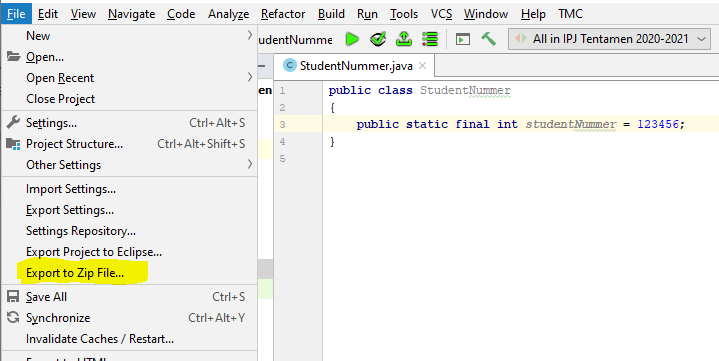 File Edit View Navigate Code Analyze Refactor Build Run Tools VCS Window Help TMC
New
Open...
Open Recent
Close Project
Settings... Ctrl+Alt+S
Project Structure... Ctrl+Alt+Shift+S
Other Settings
Import Settings...
Export Settings...
Settings Repository...
Export Project to Eclipse...
Export to Zip File...
Save All Ctrl+S
Synchronize Ctrl+Alt+Y
Invalidate Caches / Restart...
udentNumme
All in IPJ Tentamen 2020-2021
C StudentNummer.java
en
1 public class StudentNummer
2 {
3 public static final int studentNummer = 123456;
4 }
5